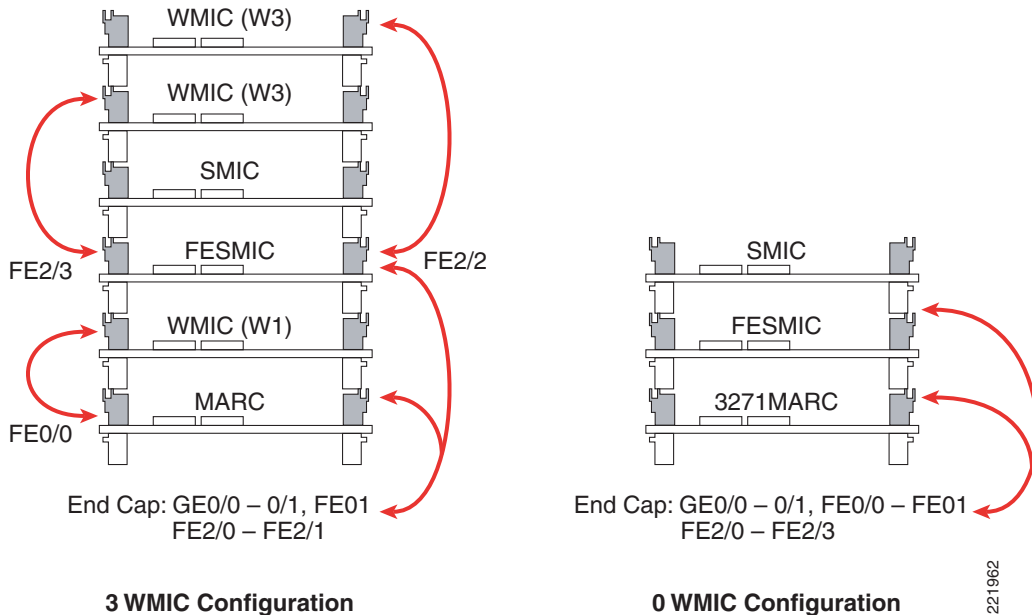 WMIC (W3)
WMIC (W3)
SMIC
FESMIC
FE2/3
FE2/2
WMIC (W1)
MARC
FE0/0
End Cap: GE0/0 – 0/1, FE01
FE2/0 – FE2/1
3 WMIC Configuration
SMIC
FESMIC
3271MARC
End Cap: GE0/0 – 0/1, FE0/0 – FE01
FE2/0 – FE2/3
0 WMIC Configuration
221962